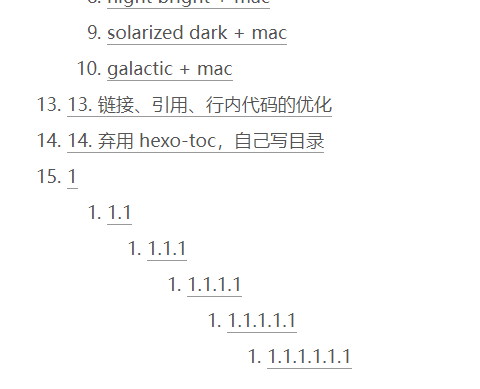 8. night bright + mac
9. solarized dark + mac
10. galactic + mac
13. 13. 链接、引用、行内代码的优化
14. 14. 弃用 hexo-toc，自己写目录
15. 1
1. 1.1
1. 1.1.1
1. 1.1.1.1
1. 1.1.1.1.1
1. 1.1.1.1.1.1